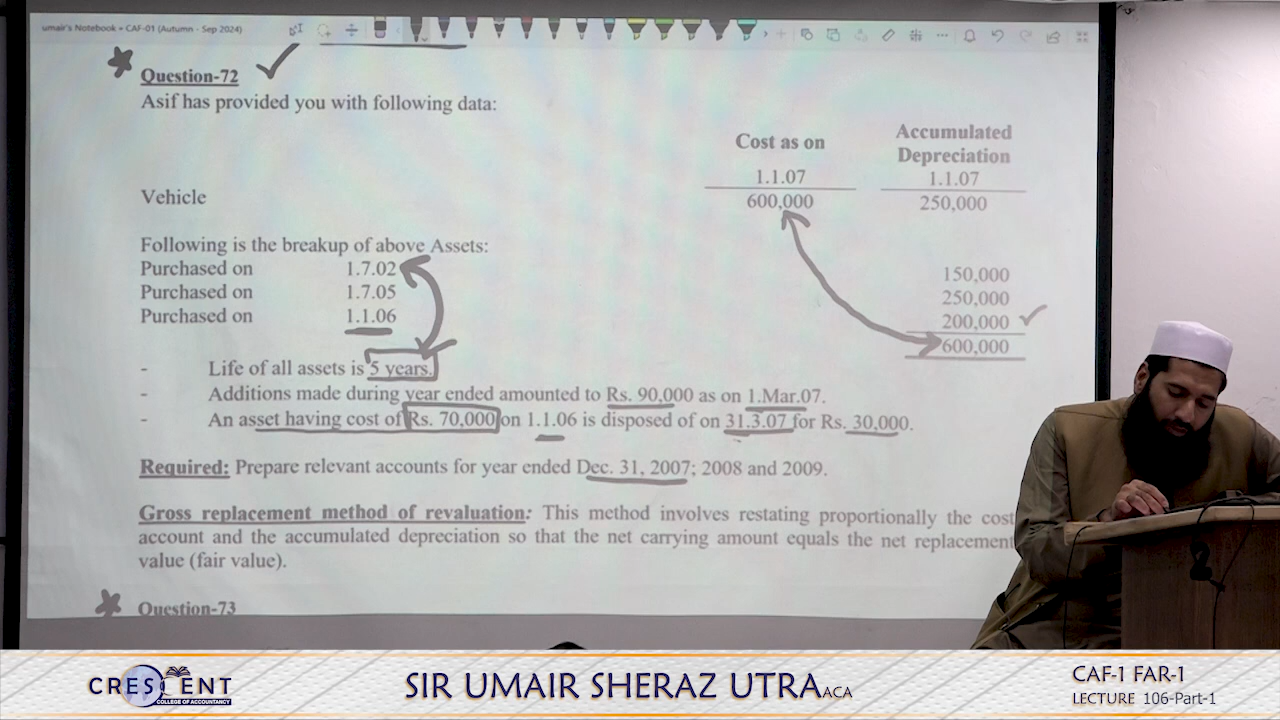 umair's Notebook • CAF-01 (Autumn - Sep 2024)
Question-72
Asif has provided you with following data:
Cost as on
Accumulated
Depreciation
1.1.07
1.1.07
Vehicle
600,000
250,000
Following is the breakup of above Assets:
Purchased on 1.7.02 150,000
Purchased on 1.7.05 250,000
Purchased on 1.1.06 200,000
600,000
- Life of all assets is 5 years.
- Additions made during year ended amounted to Rs. 90,000 as on 1.Mar.07.
- An asset having cost of Rs. 70,000 on 1.1.06 is disposed of on 31.3.07 for Rs. 30,000.
Required: Prepare relevant accounts for year ended Dec. 31, 2007; 2008 and 2009.
Gross replacement method of revaluation: This method involves restating proportionally the cost
account and the accumulated depreciation so that the net carrying amount equals the net replacement
value (fair value).
Question-73
CRESCENT
COLLEGE OF ACCOUNTANCY
SIR UMAIR SHERAZ UTRA ACA
CAF-1 FAR-1
LECTURE 106-Part-1